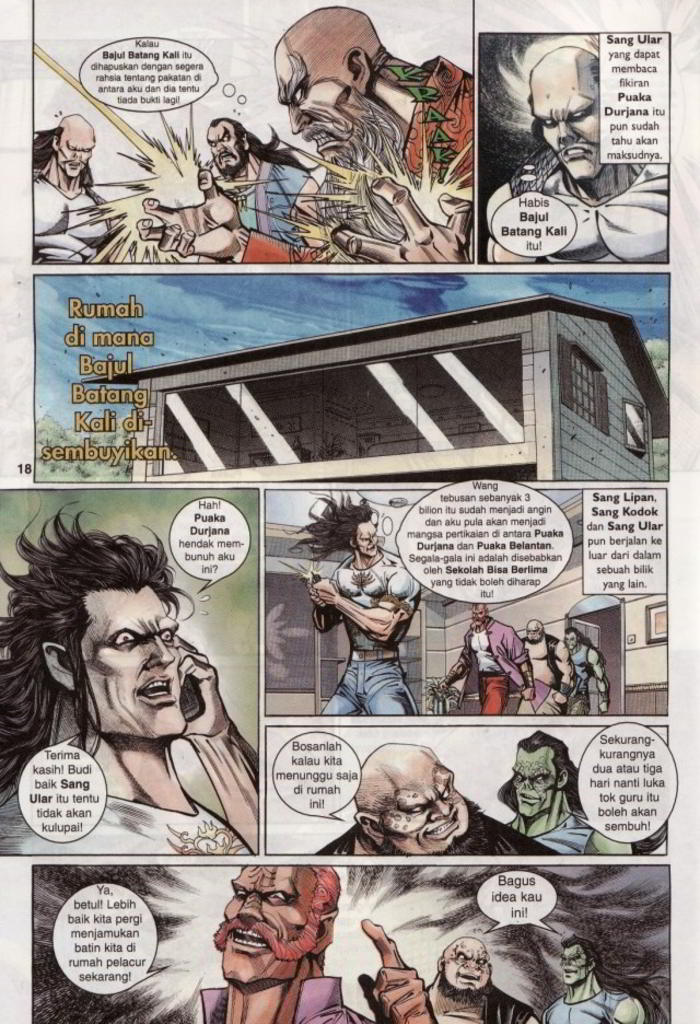 Kalau
Bajul Batang Kali itu
dihapuskan dengan segera
rahsia tentang pakatan di
antara aku dan dia tentu
tiada bukti lagi!
KRAAK
Sang Ular
yang dapat
membaca
fikiran
Puaka
Durjana itu
pun sudah
tahu akan
maksudnya.
Habis
Bajul
Batang Kali
itu!
Rumah
di mana
Bajul
Batang
Kali di-
sembuyikan.
18
Hah!
Puaka
Durjana
hendak mem-
bunuh aku
ini?
Terima
kasih! Budi
baik Sang
Ular itu tentu
tidak akan
kulupai!
Wang
tebusan sebanyak 3
bilion itu sudah menjadi angin
dan aku pula akan menjadi
mangsa pertikaian di antara Puaka
Durjana dan Puaka Belantan.
Segala-gala ini adalah disebabkan
oleh Sekolah Bisa Berlima
yang tidak boleh diharap
itu!
Sang Lipan,
Sang Kodok
dan Sang Ular
pun berjalan ke
luar dari dalam
sebuah bilik
yang lain.
Bosanlah
kalau kita
menunggu saja
di rumah
ini!
Sekurang-
kurangnya
dua atau tiga
hari nanti luka
tok guru itu
boleh akan
sembuh!
Ya,
betul! Lebih
baik kita pergi
menjamukan
batin kita di
rumah pelacur
sekarang!
Bagus
idea kau
ini!